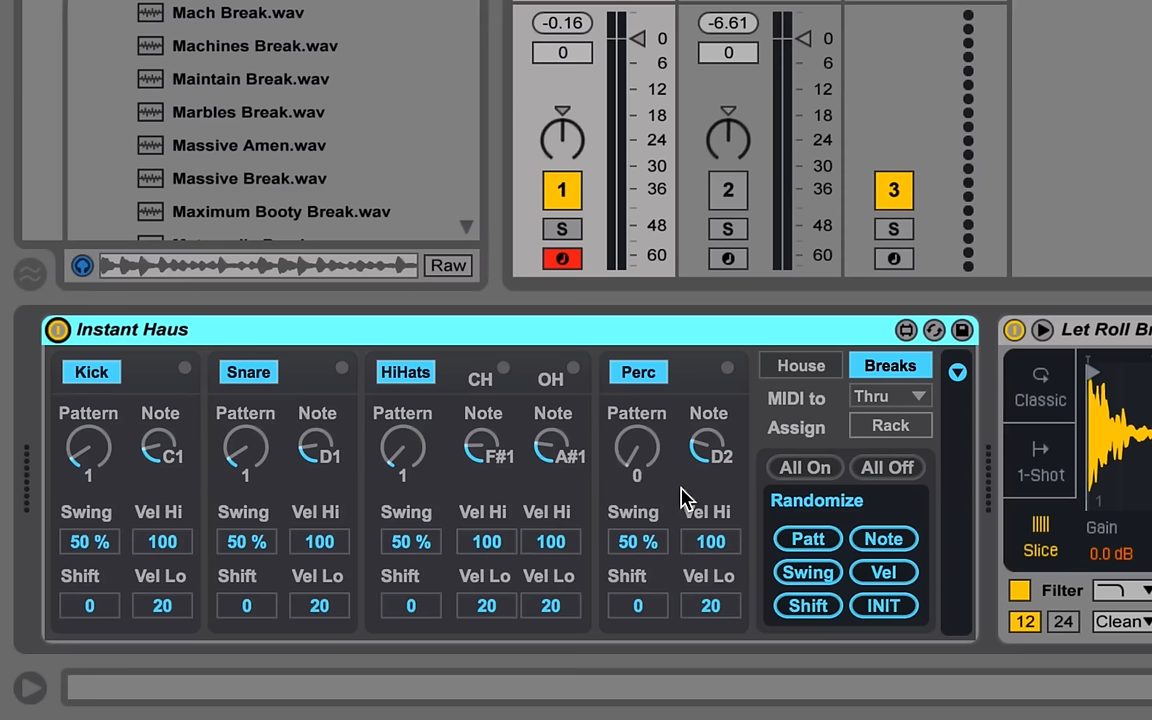 Mach Break.wav
Machines Break.wav
Maintain Break.wav
Marbles Break.wav
Massive Amen.wav
Massive Break.wav
Maximum Booty Break.wav
Raw
-0.16 -6.61
0 0 0 0
6 6
12 12
18 18
24 24
30 30
1 36 2 36 3
S 48 S 48 S
60 60
Instant Haus
Kick Snare HiHats CH OH Perc
Pattern Note Pattern Note Pattern Note Note Pattern Note
C1 D1 F#1 A#1 D2
1 1 1 0
Swing Vel Hi Swing Vel Hi Swing Vel Hi Vel Hi Swing Vel Hi
50 % 100 50 % 100 50 % 100 100 50 % 100
Shift Vel Lo Shift Vel Lo Shift Vel Lo Vel Lo Shift Vel Lo
0 20 0 20 0 20 20 0 20
House Breaks
MIDI to Thru
Assign Rack
All On All Off
Randomize
Patt Note
Swing Vel
Shift INIT
Let Roll
Classic
1-Shot
Slice
1
Gain
0.0 dB
Filter
12 24 Clean